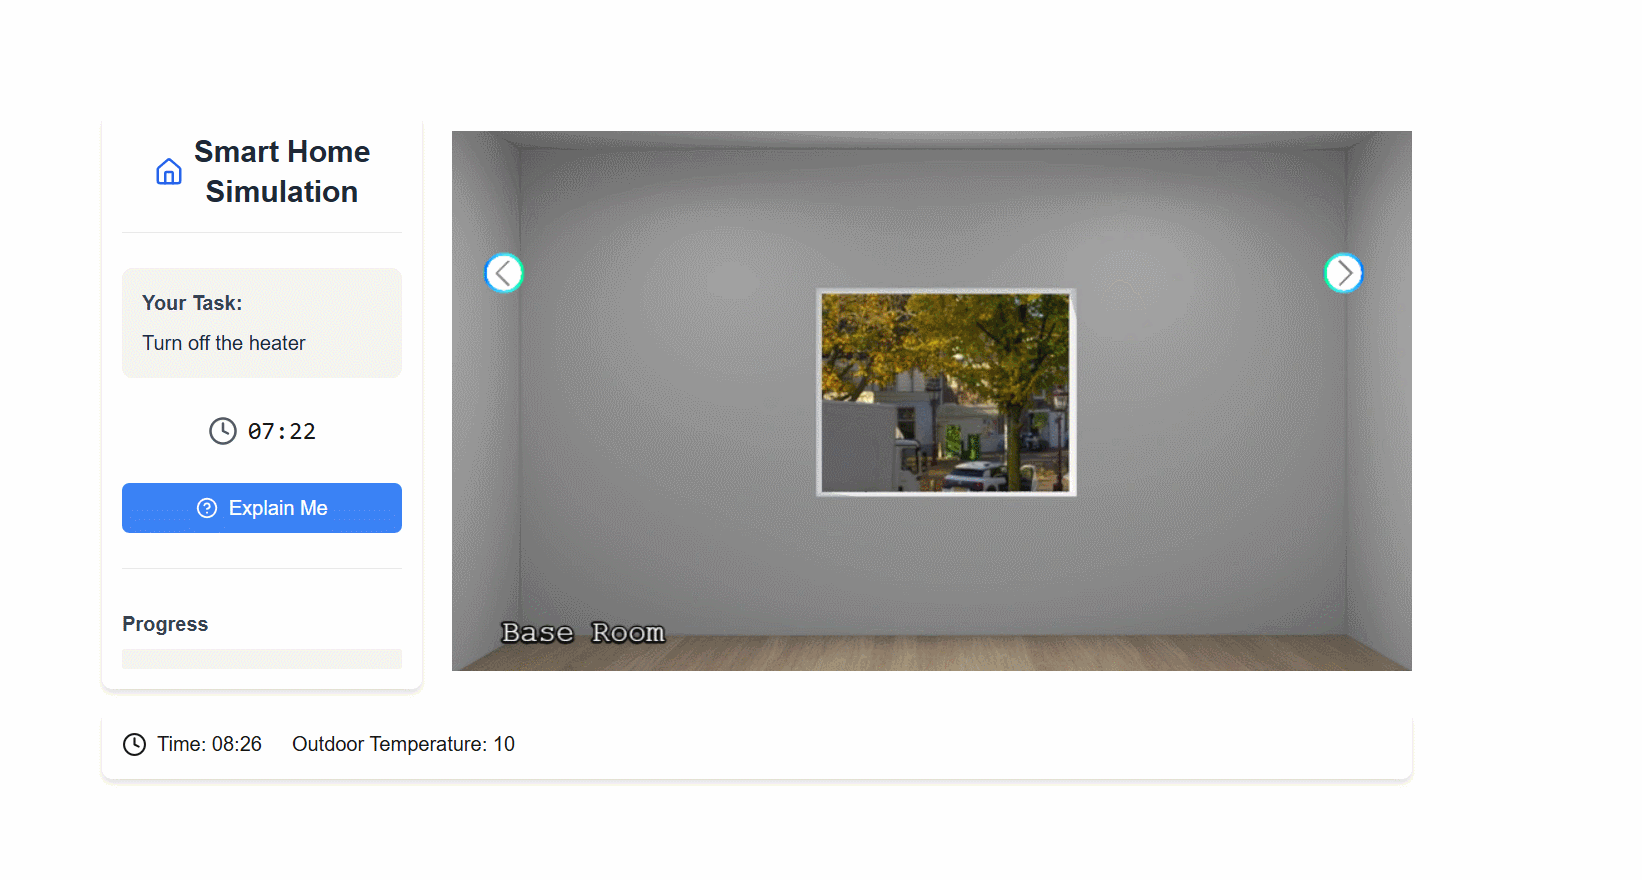 Smart Home
Simulation
Your Task:
Turn off the heater
07:22
Explain Me
Progress
Base Room
Time: 08:26 Outdoor Temperature: 10